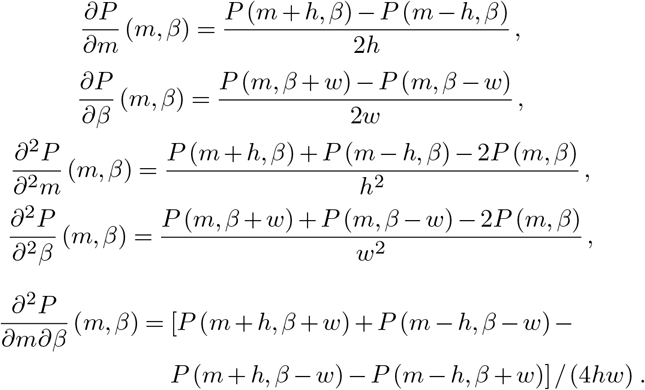 ∂P/∂m (m, β) = (P (m + h, β) − P (m − h, β))/(2h) ,
∂P/∂β (m, β) = (P (m, β + w) − P (m, β − w))/(2w) ,
∂²P/∂²m (m, β) = (P (m + h, β) + P (m − h, β) − 2P (m, β))/h² ,
∂²P/∂²β (m, β) = (P (m, β + w) + P (m, β − w) − 2P (m, β))/w² ,
∂²P/∂m∂β (m, β) = [P (m + h, β + w) + P (m − h, β − w) −
P (m + h, β − w) − P (m − h, β + w)] / (4hw) .